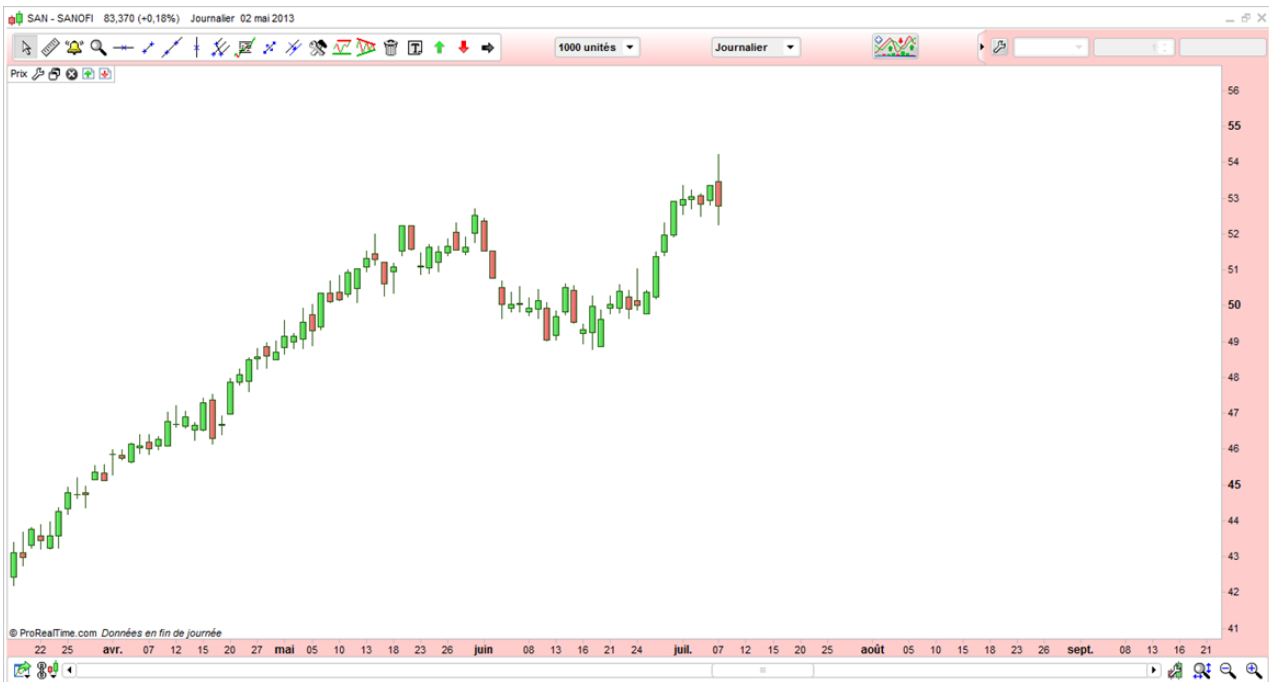 SAN - SANOFI 83,370 (+0,18%) Journalier 02 mai 2013
1000 unités
Journalier
Prix
56
55
54
53
52
51
50
49
48
47
46
45
44
43
42
41
© ProRealTime.com Données en fin de journée
22 25 avr. 07 12 15 20 27 mai 05 10 13 18 23 26 juin 08 13 16 21 24 juil. 07 12 15 20 25 août 05 10 15 18 23 26 sept. 08 13 16 21